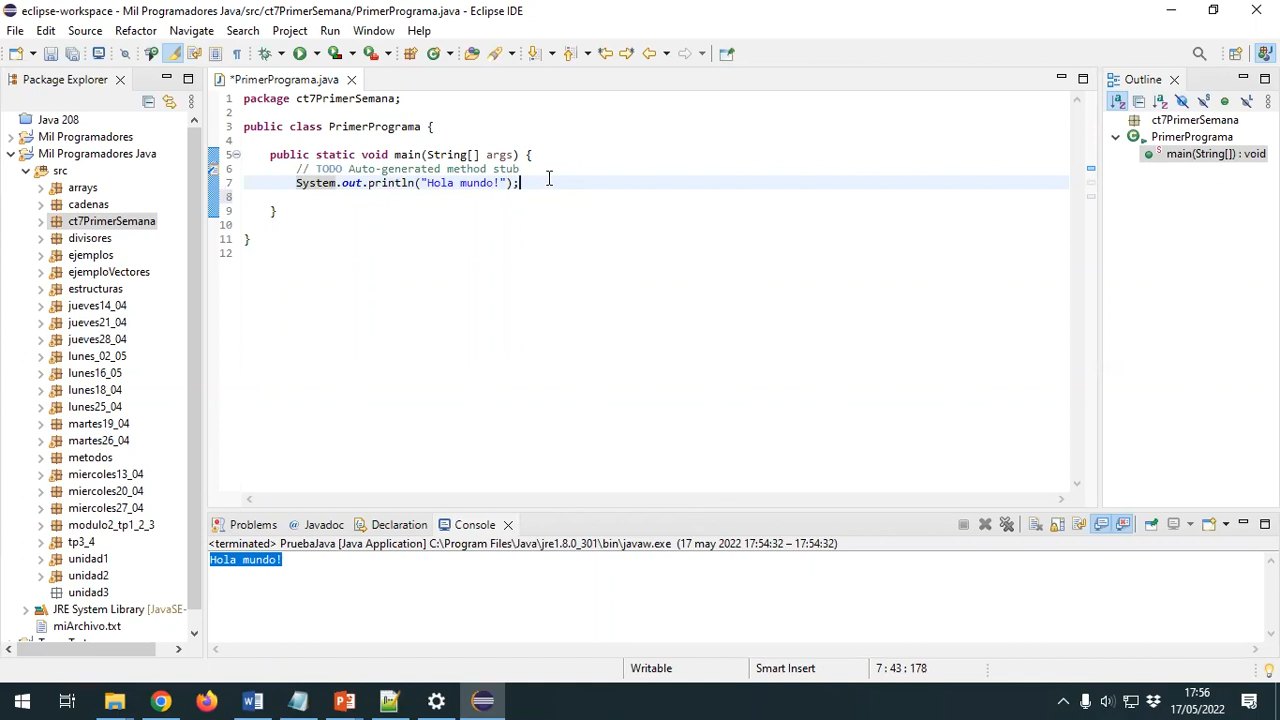 eclipse-workspace - Mil Programadores/src/ct7PrimerSemana/PrimerPrograma.java - Eclipse IDE
File Edit Source Refactor Navigate Search Project Run Window Help
Package Explorer
Java 208
Mil Programadores
Mil Programadores Java
src
arrays
cadenas
ct7PrimerSemana
divisores
ejemplos
ejemploVectores
estructuras
jueves14_04
jueves21_04
jueves28_04
lunes_02_05
lunes16_05
lunes18_04
lunes25_04
martes19_04
martes26_04
metodos
miercoles13_04
miercoles20_04
miercoles27_04
modulo2_tp1_2_3
tp3_4
unidad1
unidad2
unidad3
JRE System Library [JavaSE-
miArchivo.txt
*PrimerPrograma.java
1 package ct7PrimerSemana;
2
3 public class PrimerPrograma {
4
5 public static void main(String[] args) {
6 // TODO Auto-generated method stub
7 System.out.println("Hola mundo!");
8
9 }
10
11 }
12
Outline
ct7PrimerSemana
PrimerPrograma
main(String[]) : void
Problems Javadoc Declaration Console
<terminated> PruebaJava [Java Application] C:\Program Files\Java\jre1.8.0_301\bin\javaw.exe (17 may 2022 17:54:32 – 17:54:32)
Hola mundo!
Writable Smart Insert 7 : 43 : 178
17:56
17/05/2022